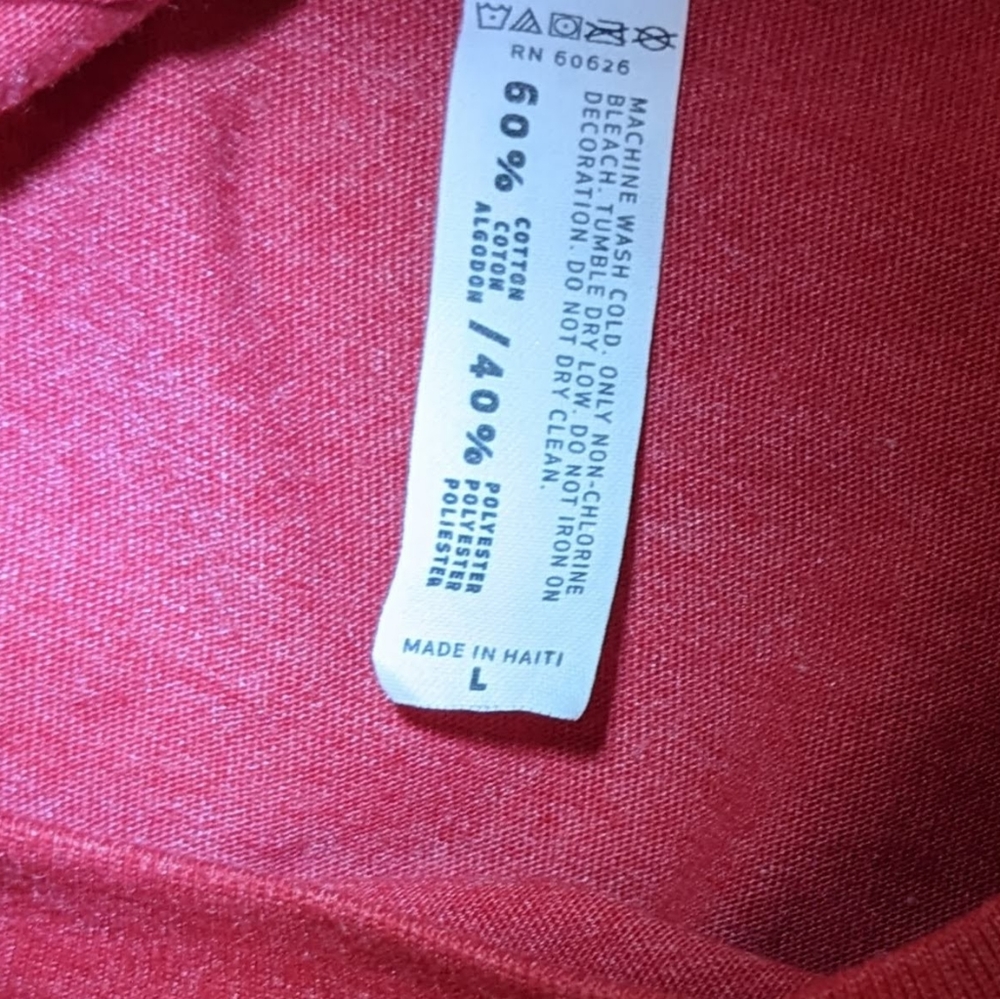 RN 60626
MACHINE WASH COLD. ONLY NON-CHLORINE
BLEACH. TUMBLE DRY LOW. DO NOT IRON ON
DECORATION. DO NOT DRY CLEAN.
60% COTTON / 40% POLYESTER
COTON POLYESTER
ALGODON POLIESTER
MADE IN HAITI
L